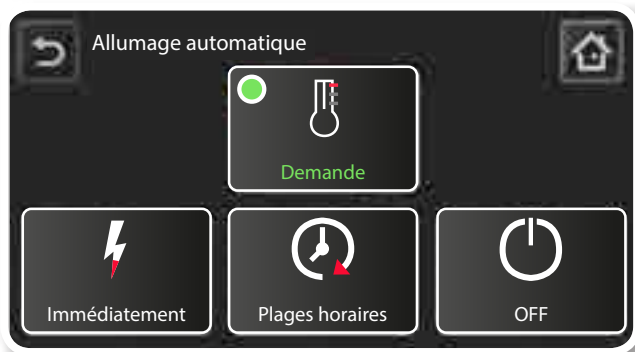 Allumage automatique
Demande
Immédiatement
Plages horaires
OFF